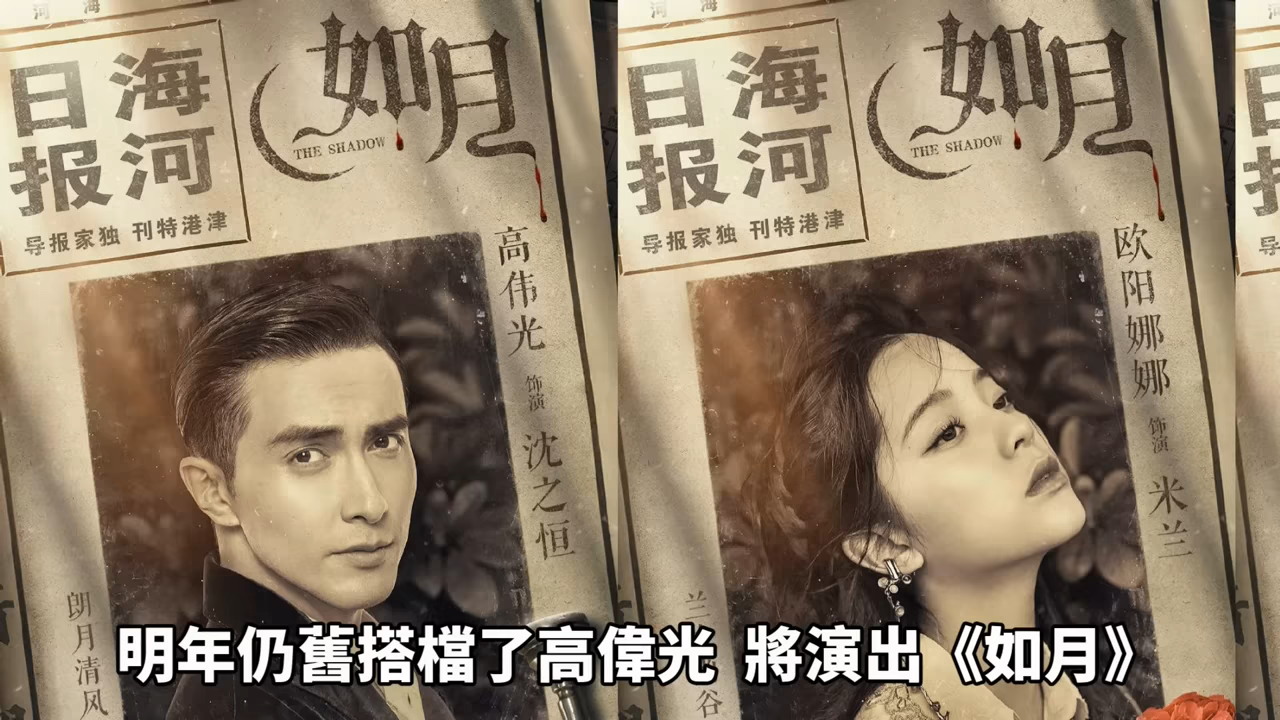 河 海
海河
日报
津港特刊 独家报导
如月
THE SHADOW
高伟光
饰演
沈之恒
朗月清风
河 海
海河
日报
津港特刊 独家报导
如月
THE SHADOW
欧阳娜娜
饰演
米兰
兰
谷
明年仍舊搭檔了高偉光 將演出《如月》